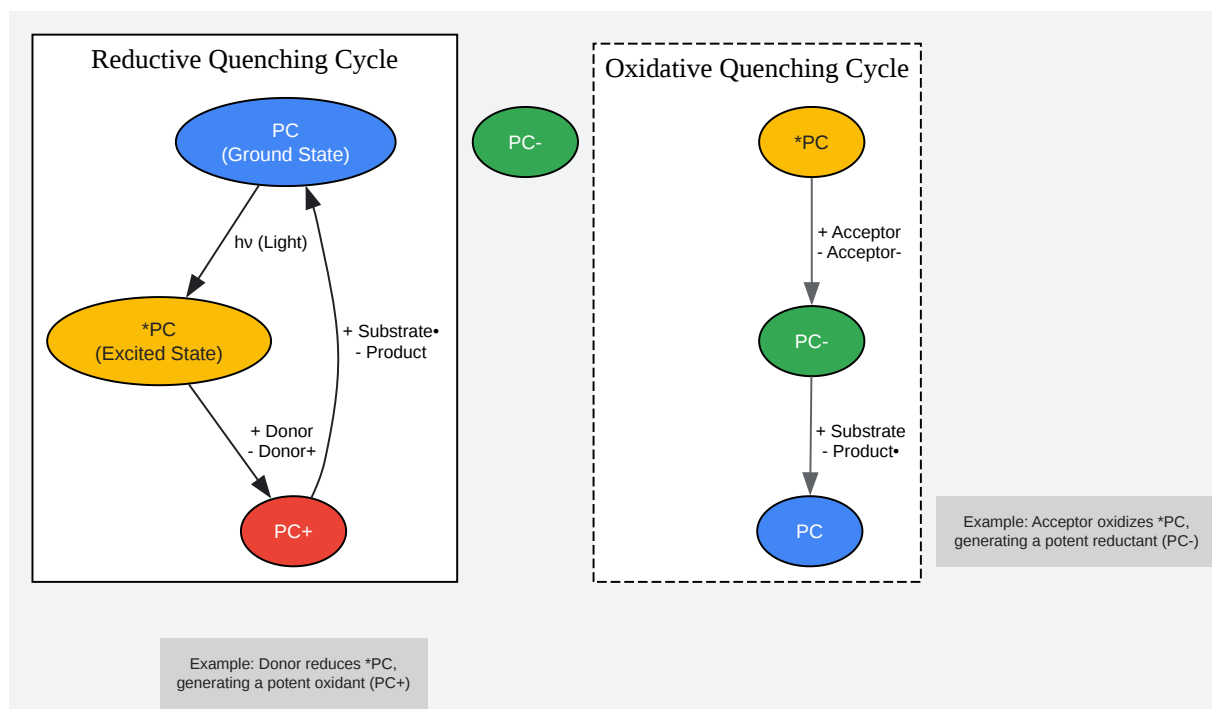 Reductive Quenching Cycle
PC
(Ground State)
hν (Light)
*PC
(Excited State)
+ Substrate•
- Product
+ Donor
- Donor+
PC+
Example: Donor reduces *PC,
generating a potent oxidant (PC+)
PC-
Oxidative Quenching Cycle
*PC
+ Acceptor
- Acceptor-
PC-
+ Substrate
- Product•
PC
Example: Acceptor oxidizes *PC,
generating a potent reductant (PC-)